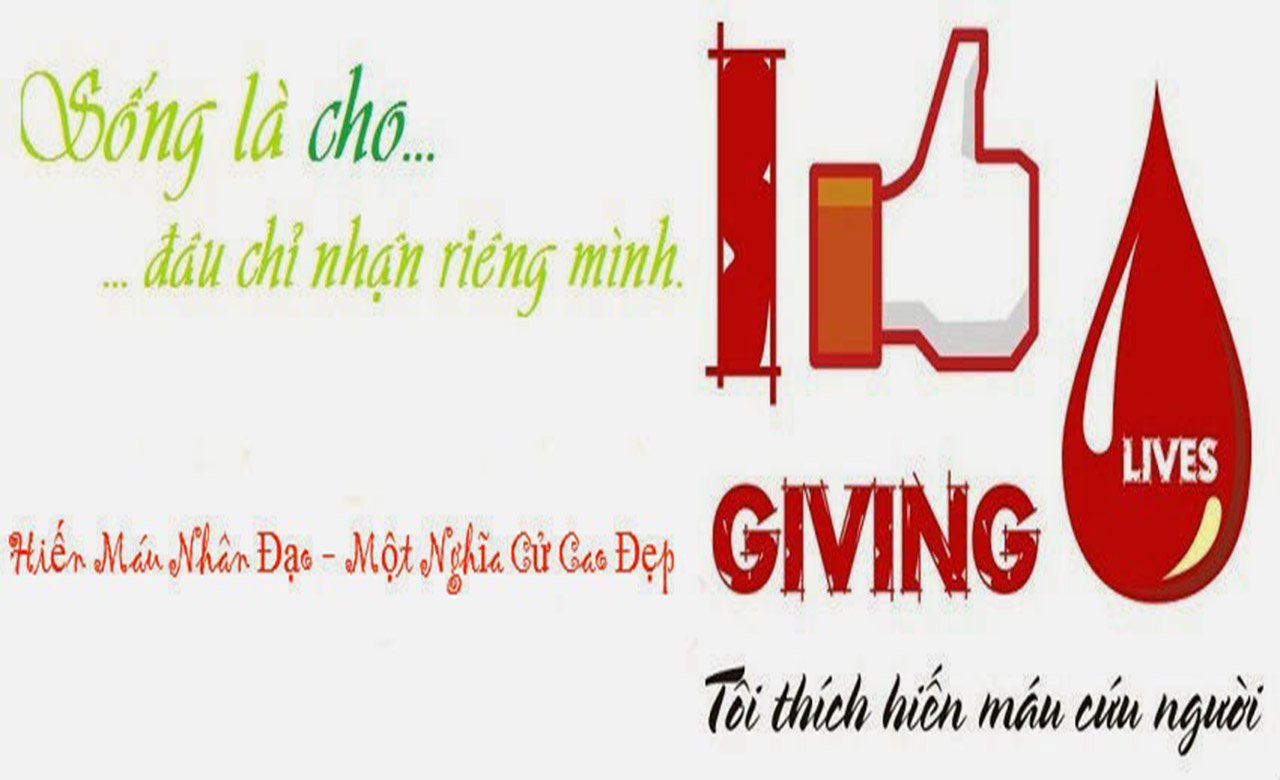 Sống là cho...
... đâu chỉ nhận riêng mình.
Hiến Máu Nhân Đạo - Một Nghĩa Cử Cao Đẹp
I
GIVING
LIVES
Tôi thích hiến máu cứu người